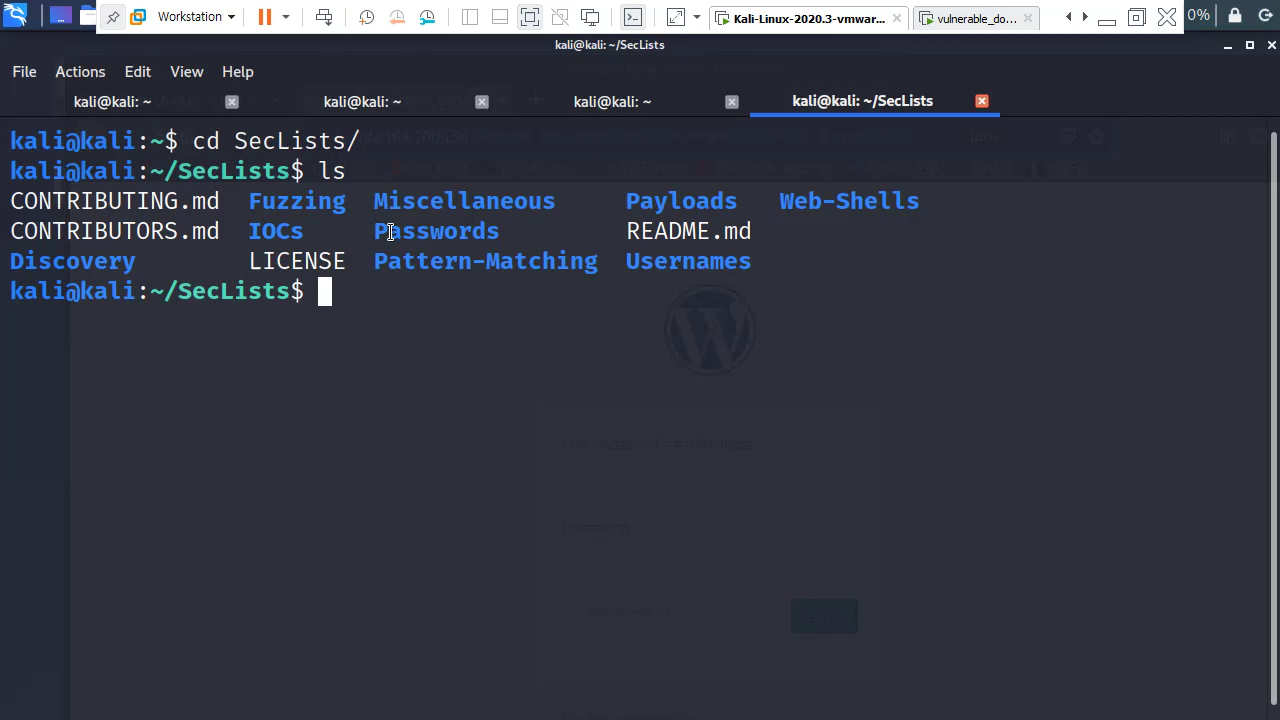 Workstation
Kali-Linux-2020.3-vmwar...
vulnerable_do...
0%
kali@kali: ~/SecLists
File Actions Edit View Help
kali@kali: ~
kali@kali: ~
kali@kali: ~
kali@kali: ~/SecLists
kali@kali:~$ cd SecLists/
kali@kali:~/SecLists$ ls
CONTRIBUTING.md Fuzzing Miscellaneous Payloads Web-Shells
CONTRIBUTORS.md IOCs Passwords README.md
Discovery LICENSE Pattern-Matching Usernames
kali@kali:~/SecLists$